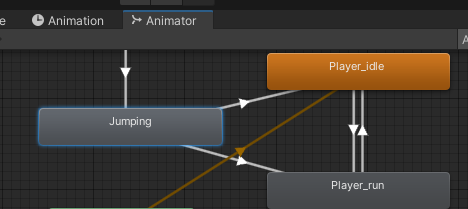 e Animation Animator
A
Player_idle
Jumping
Player_run